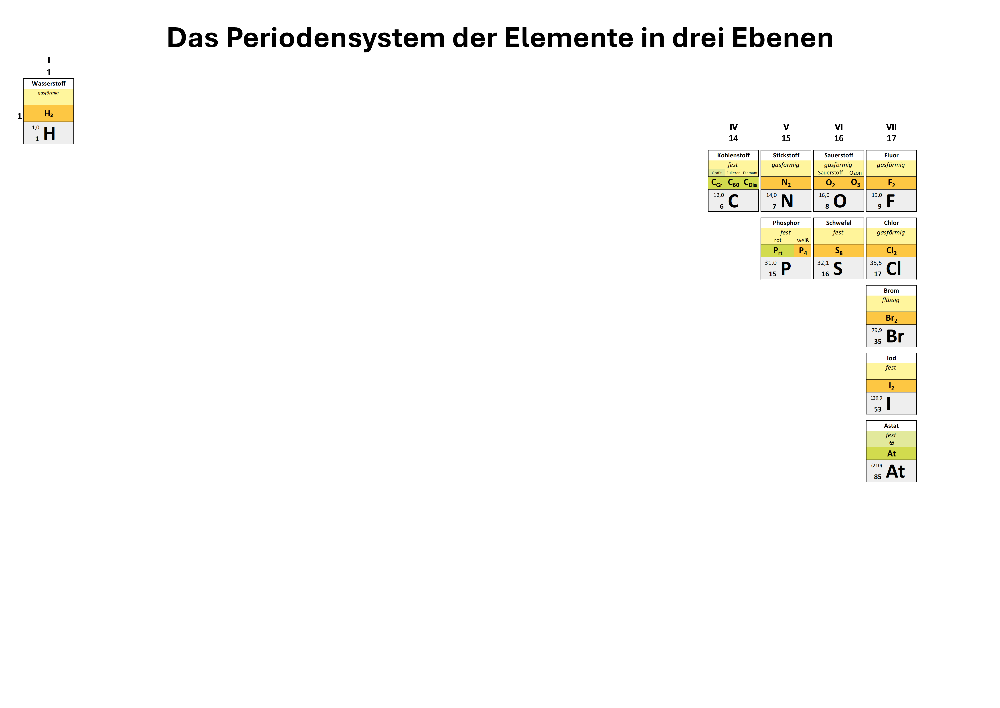 Das Periodensystem der Elemente in drei Ebenen
I
1
Wasserstoff
gasförmig
H₂
1
1,0
1 H
IV V VI VII
14 15 16 17
Kohlenstoff Stickstoff Sauerstoff Fluor
fest gasförmig gasförmig gasförmig
Grafit Fulleren Diamant Sauerstoff Ozon
C_Gr C₆₀ C_Dia N₂ O₂ O₃ F₂
12,0 14,0 16,0 19,0
6 C 7 N 8 O 9 F
Phosphor Schwefel Chlor
fest fest gasförmig
rot weiß
P_rt P₄ S₈ Cl₂
31,0 32,1 35,5
15 P 16 S 17 Cl
Brom
flüssig
Br₂
79,9
35 Br
Iod
fest
I₂
126,9
53 I
Astat
fest
☢
At
(210)
85 At